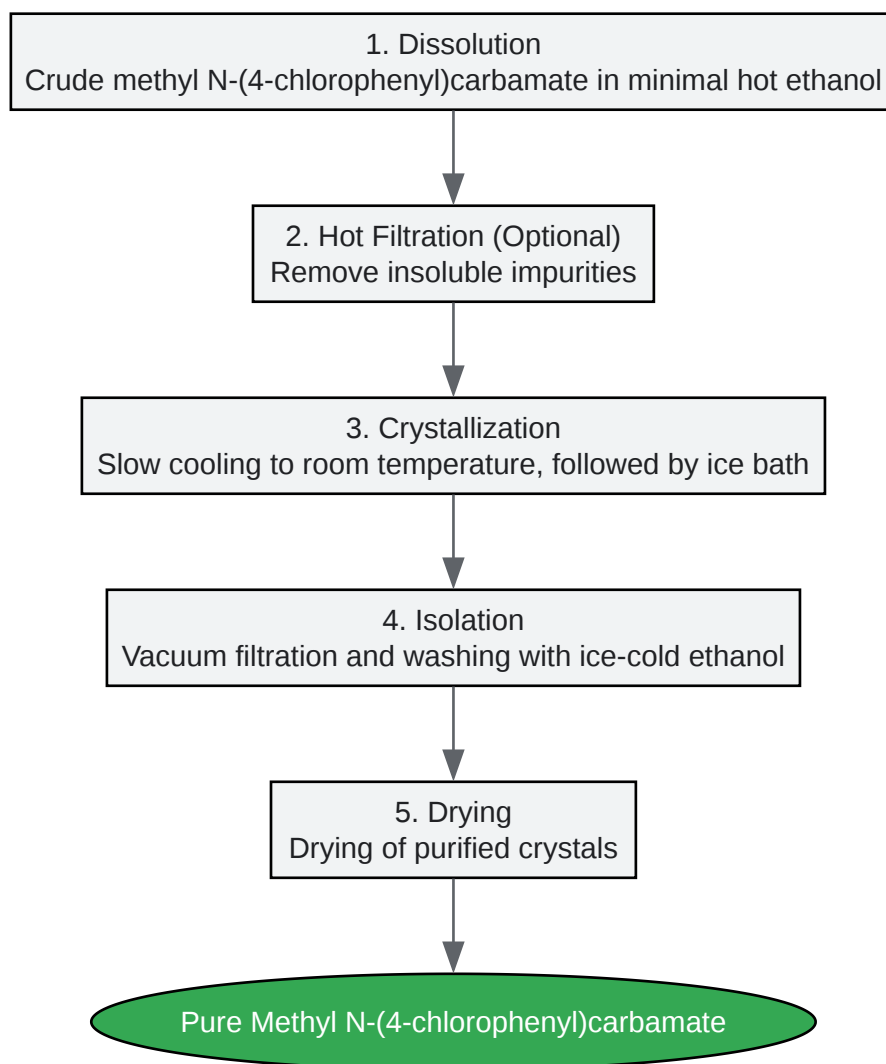 1. Dissolution
Crude methyl N-(4-chlorophenyl)carbamate in minimal hot ethanol
2. Hot Filtration (Optional)
Remove insoluble impurities
3. Crystallization
Slow cooling to room temperature, followed by ice bath
4. Isolation
Vacuum filtration and washing with ice-cold ethanol
5. Drying
Drying of purified crystals
Pure Methyl N-(4-chlorophenyl)carbamate